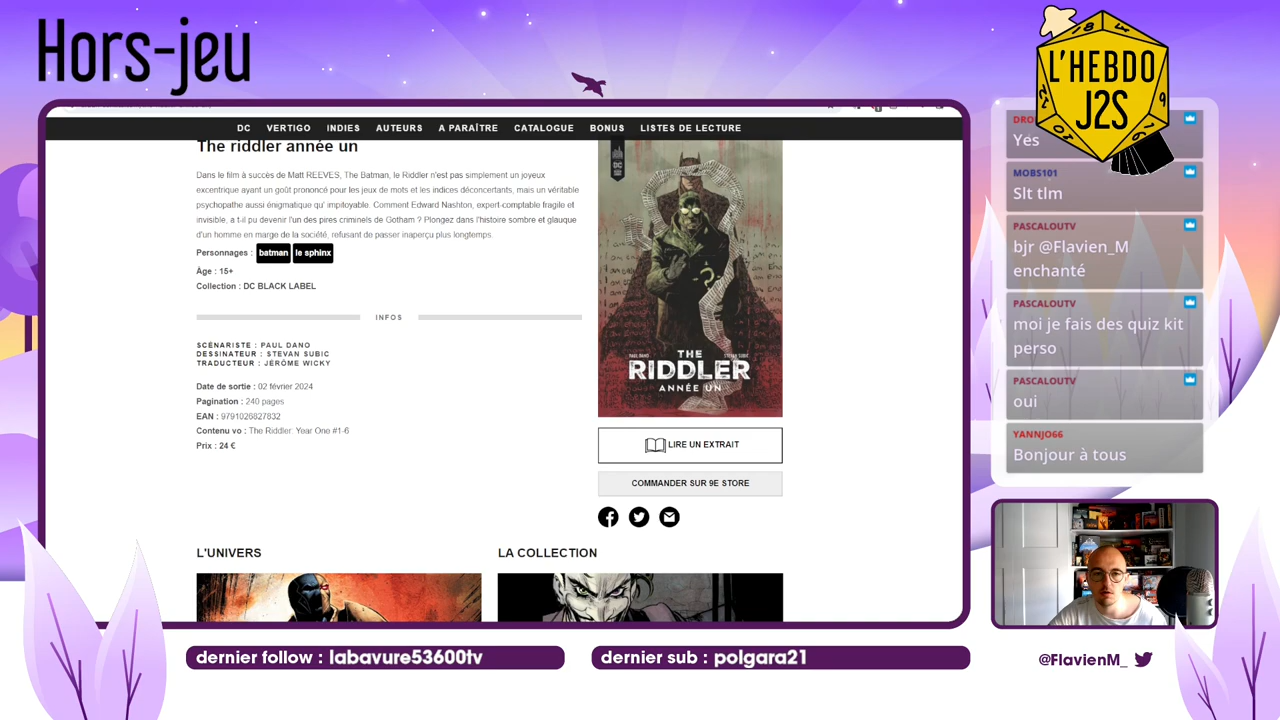 Hors-jeu
L'HEBDO
J2S
DC VERTIGO INDIES AUTEURS A PARAÎTRE CATALOGUE BONUS LISTES DE LECTURE
The riddler année un
Dans le film à succès de Matt REEVES, The Batman, le Riddler n'est pas simplement un joyeux
excentrique ayant un goût prononcé pour les jeux de mots et les indices déconcertants, mais un véritable
psychopathe aussi énigmatique qu' impitoyable. Comment Edward Nashton, expert-comptable fragile et
invisible, a t-il pu devenir l'un des pires criminels de Gotham ? Plongez dans l'histoire sombre et glauque
d'un homme en marge de la société, refusant de passer inaperçu plus longtemps.
Personnages : batman le sphinx
Âge : 15+
Collection : DC BLACK LABEL
INFOS
SCÉNARISTE : PAUL DANO
DESSINATEUR : STEVAN SUBIC
TRADUCTEUR : JÉRÔME WICKY
Date de sortie : 02 février 2024
Pagination : 240 pages
EAN : 9791026827832
Contenu vo : The Riddler: Year One #1-6
Prix : 24 €
PAUL DANO
STEVAN SUBIC
THE
RIDDLER
ANNÉE UN
LIRE UN EXTRAIT
COMMANDER SUR 9E STORE
L'UNIVERS
LA COLLECTION
Yes
MOBS101
Slt tlm
PASCALOUTV
bjr @Flavien_M
enchanté
PASCALOUTV
moi je fais des quiz kit
perso
PASCALOUTV
oui
YANNJO66
Bonjour à tous
dernier follow : labavure53600tv
dernier sub : polgara21
@FlavienM_